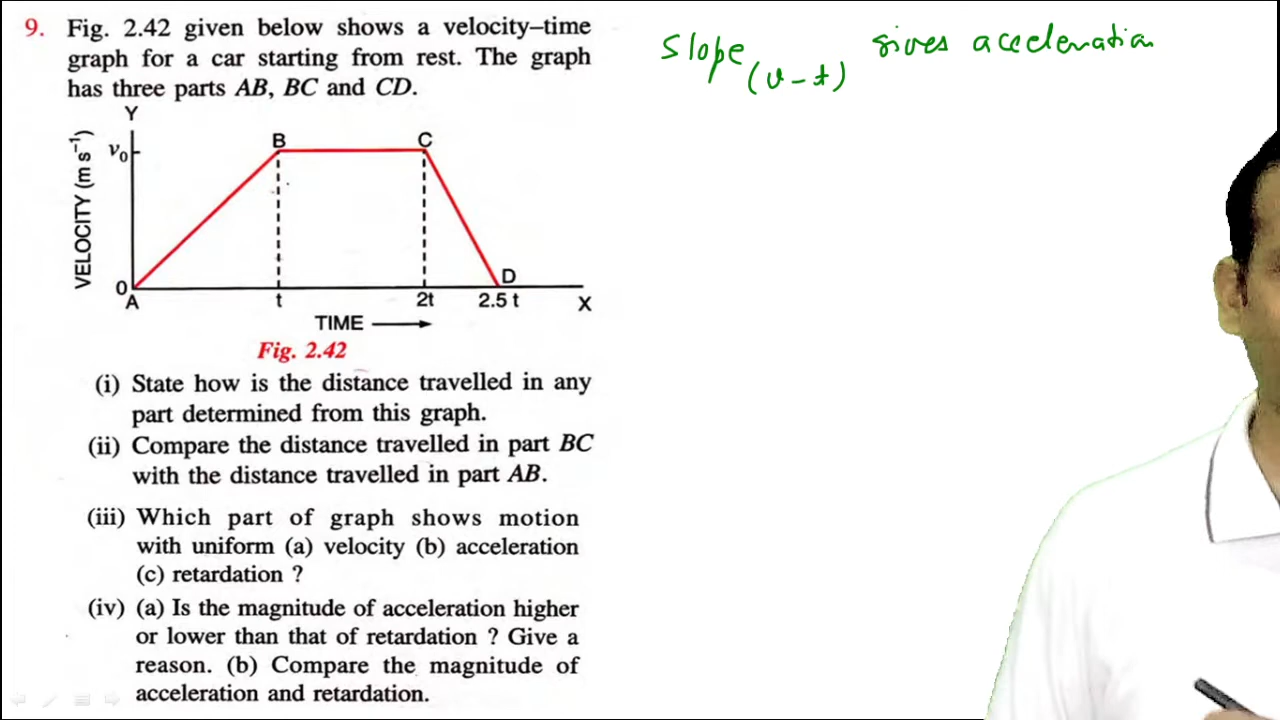 9. Fig. 2.42 given below shows a velocity–time
graph for a car starting from rest. The graph
has three parts AB, BC and CD.
Y
VELOCITY (m s⁻¹)
v₀
B
C
D
0
A
t
2t
2.5 t
X
TIME
Fig. 2.42
(i) State how is the distance travelled in any
part determined from this graph.
(ii) Compare the distance travelled in part BC
with the distance travelled in part AB.
(iii) Which part of graph shows motion
with uniform (a) velocity (b) acceleration
(c) retardation ?
(iv) (a) Is the magnitude of acceleration higher
or lower than that of retardation ? Give a
reason. (b) Compare the magnitude of
acceleration and retardation.
Slope (v-t) gives acceleration